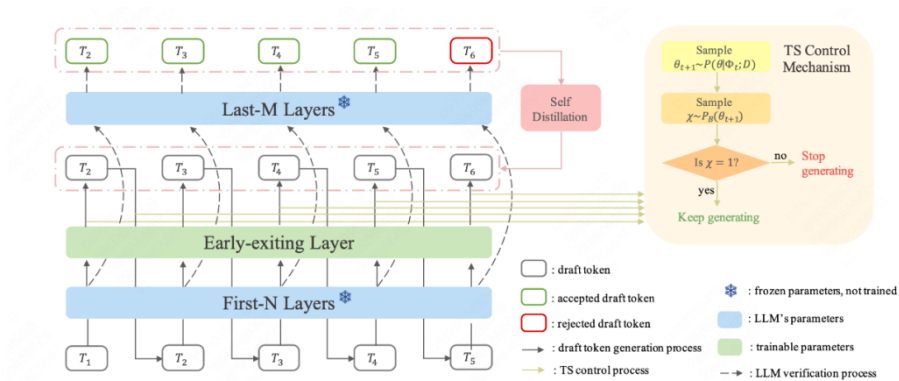 T2 T3 T4 T5 T6
Last-M Layers
Self
Distillation
T2 T3 T4 T5 T6
Early-exiting Layer
First-N Layers
T1 T2 T3 T4 T5
Sample
θt+1~P(θ|Φt; D)
TS Control
Mechanism
Sample
χ~PB(θt+1)
Is χ = 1?
no
Stop
generating
yes
Keep generating
: draft token
: accepted draft token
: rejected draft token
: draft token generation process
: TS control process
: frozen parameters, not trained
: LLM's parameters
: trainable parameters
: LLM verification process